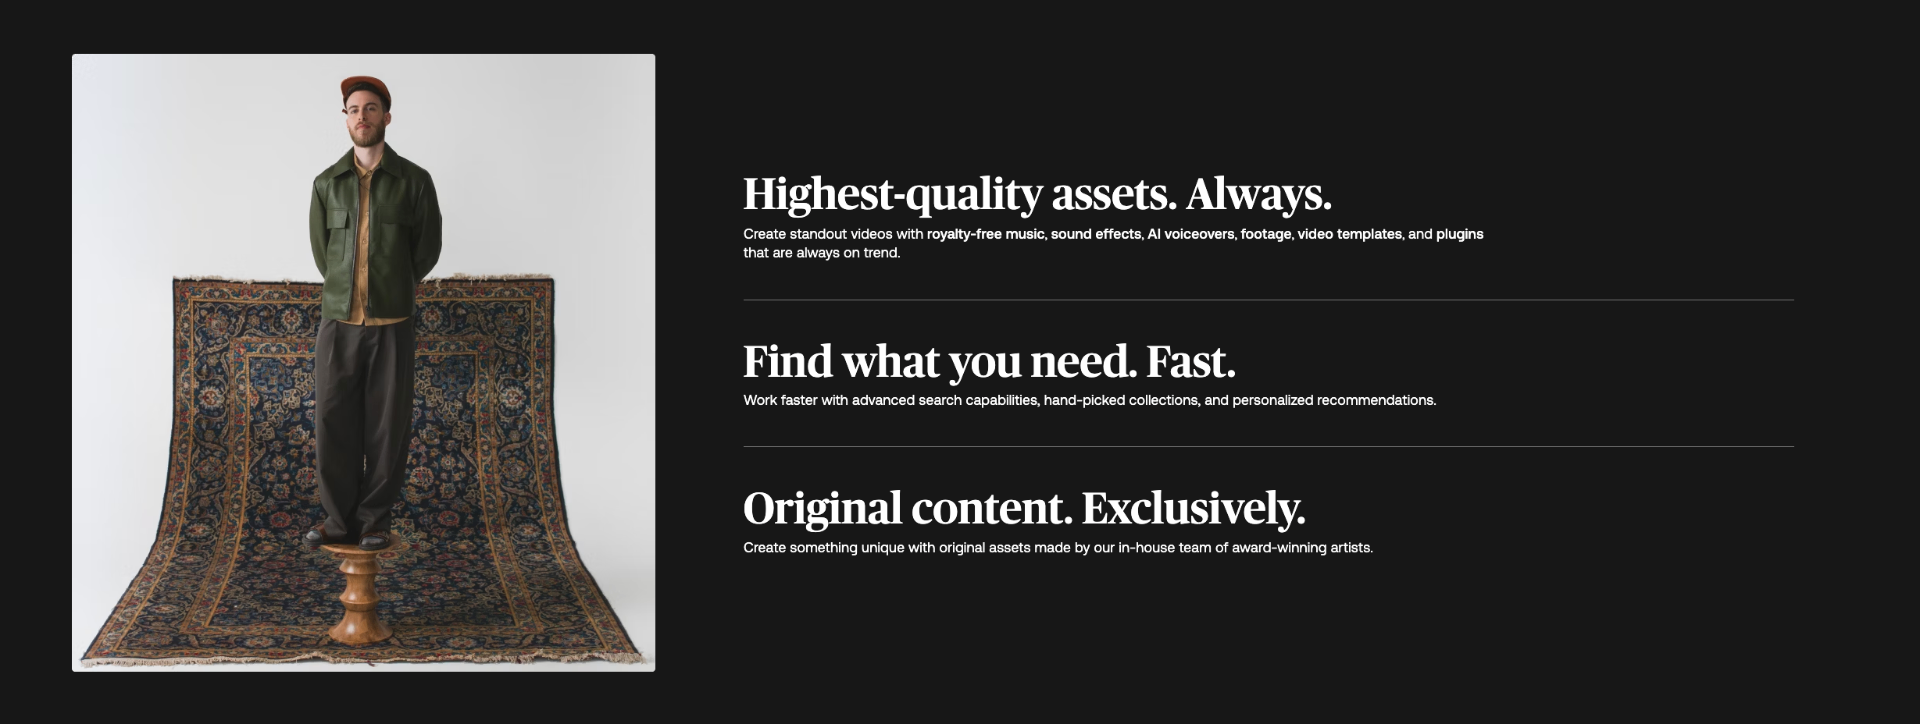 Highest-quality assets. Always.
Create standout videos with royalty-free music, sound effects, AI voiceovers, footage, video templates, and plugins
that are always on trend.
Find what you need. Fast.
Work faster with advanced search capabilities, hand-picked collections, and personalized recommendations.
Original content. Exclusively.
Create something unique with original assets made by our in-house team of award-winning artists.